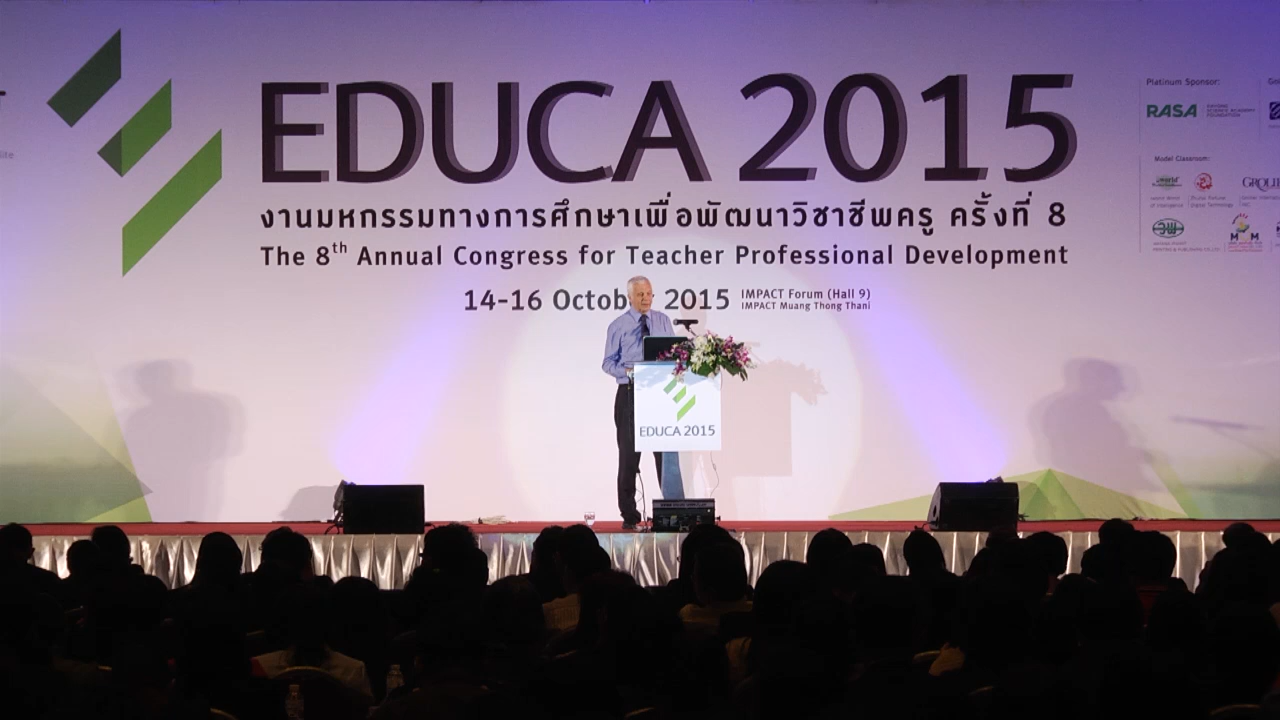 EDUCA 2015
งานมหกรรมทางการศึกษาเพื่อพัฒนาวิชาชีพครู ครั้งที่ 8
The 8th Annual Congress for Teacher Professional Development
14-16 Octob 2015 IMPACT Forum (Hall 9)
IMPACT Muang Thong Thani
Platinum Sponsor:
RASA
Model Classroom:
EDUCA 2015